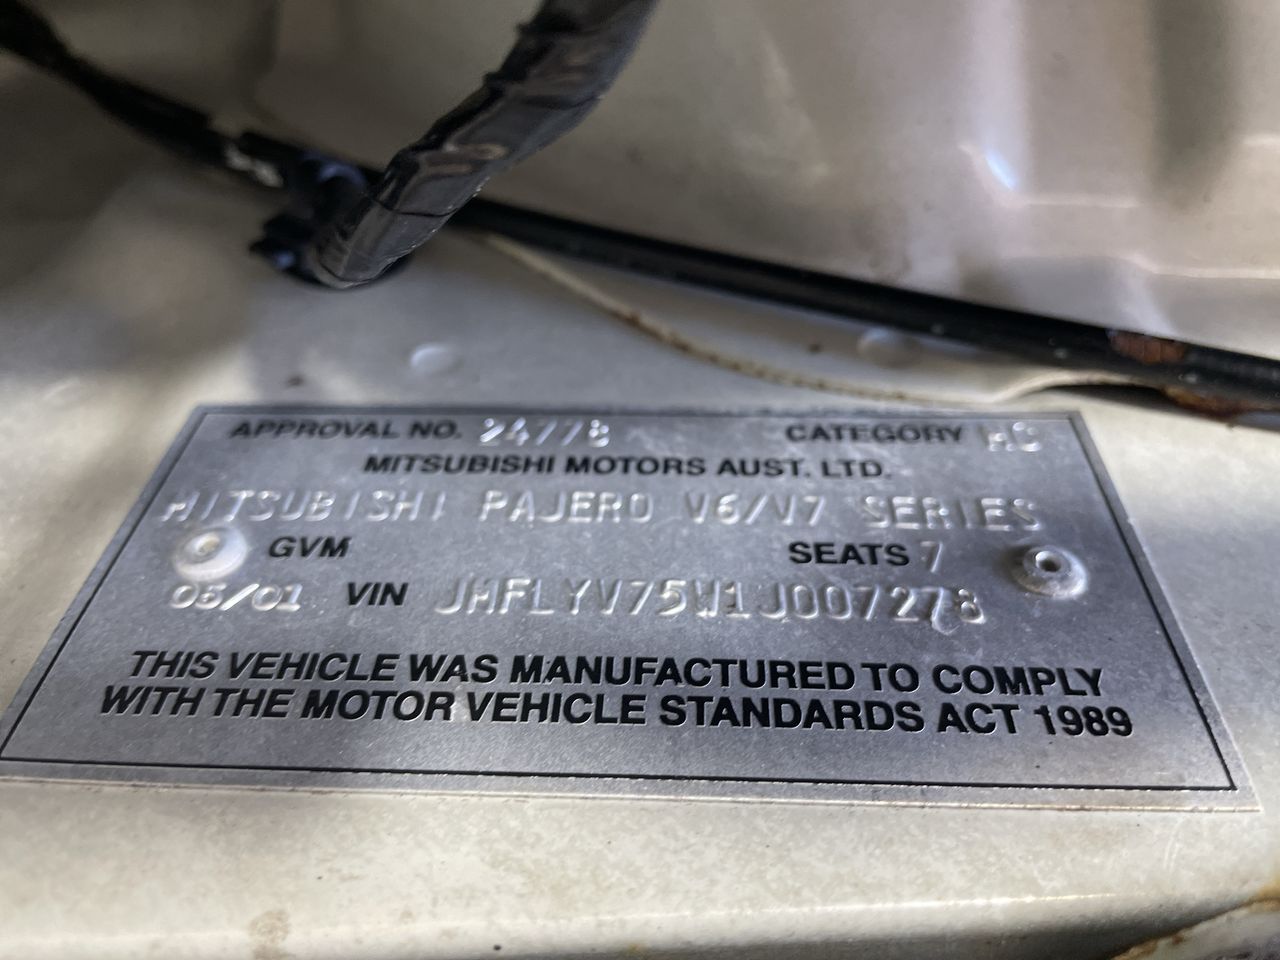 APPROVAL NO. 24778 CATEGORY MC
MITSUBISHI MOTORS AUST. LTD.
MITSUBISHI PAJERO V6/V7 SERIES
GVM SEATS 7
05/01 VIN JMFLYV75W1J007278
THIS VEHICLE WAS MANUFACTURED TO COMPLY
WITH THE MOTOR VEHICLE STANDARDS ACT 1989